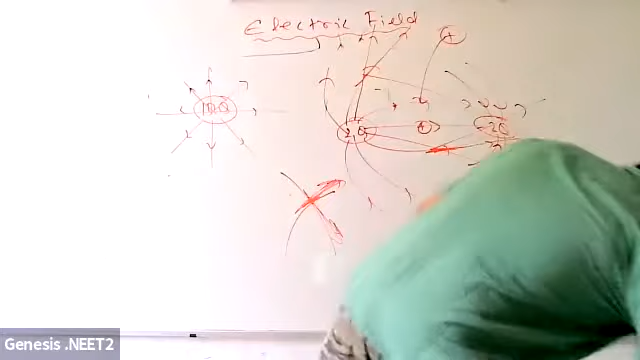 Electric Field
+
10Q
2Q
+
-2Q
Genesis .NEET2